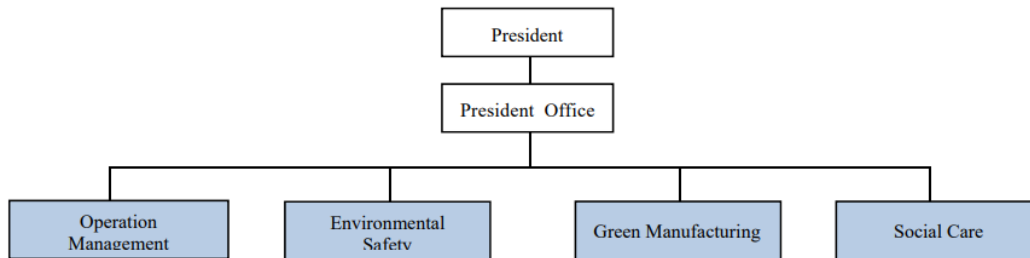 President
President Office
Operation
Management
Environmental
Safety
Green Manufacturing
Social Care